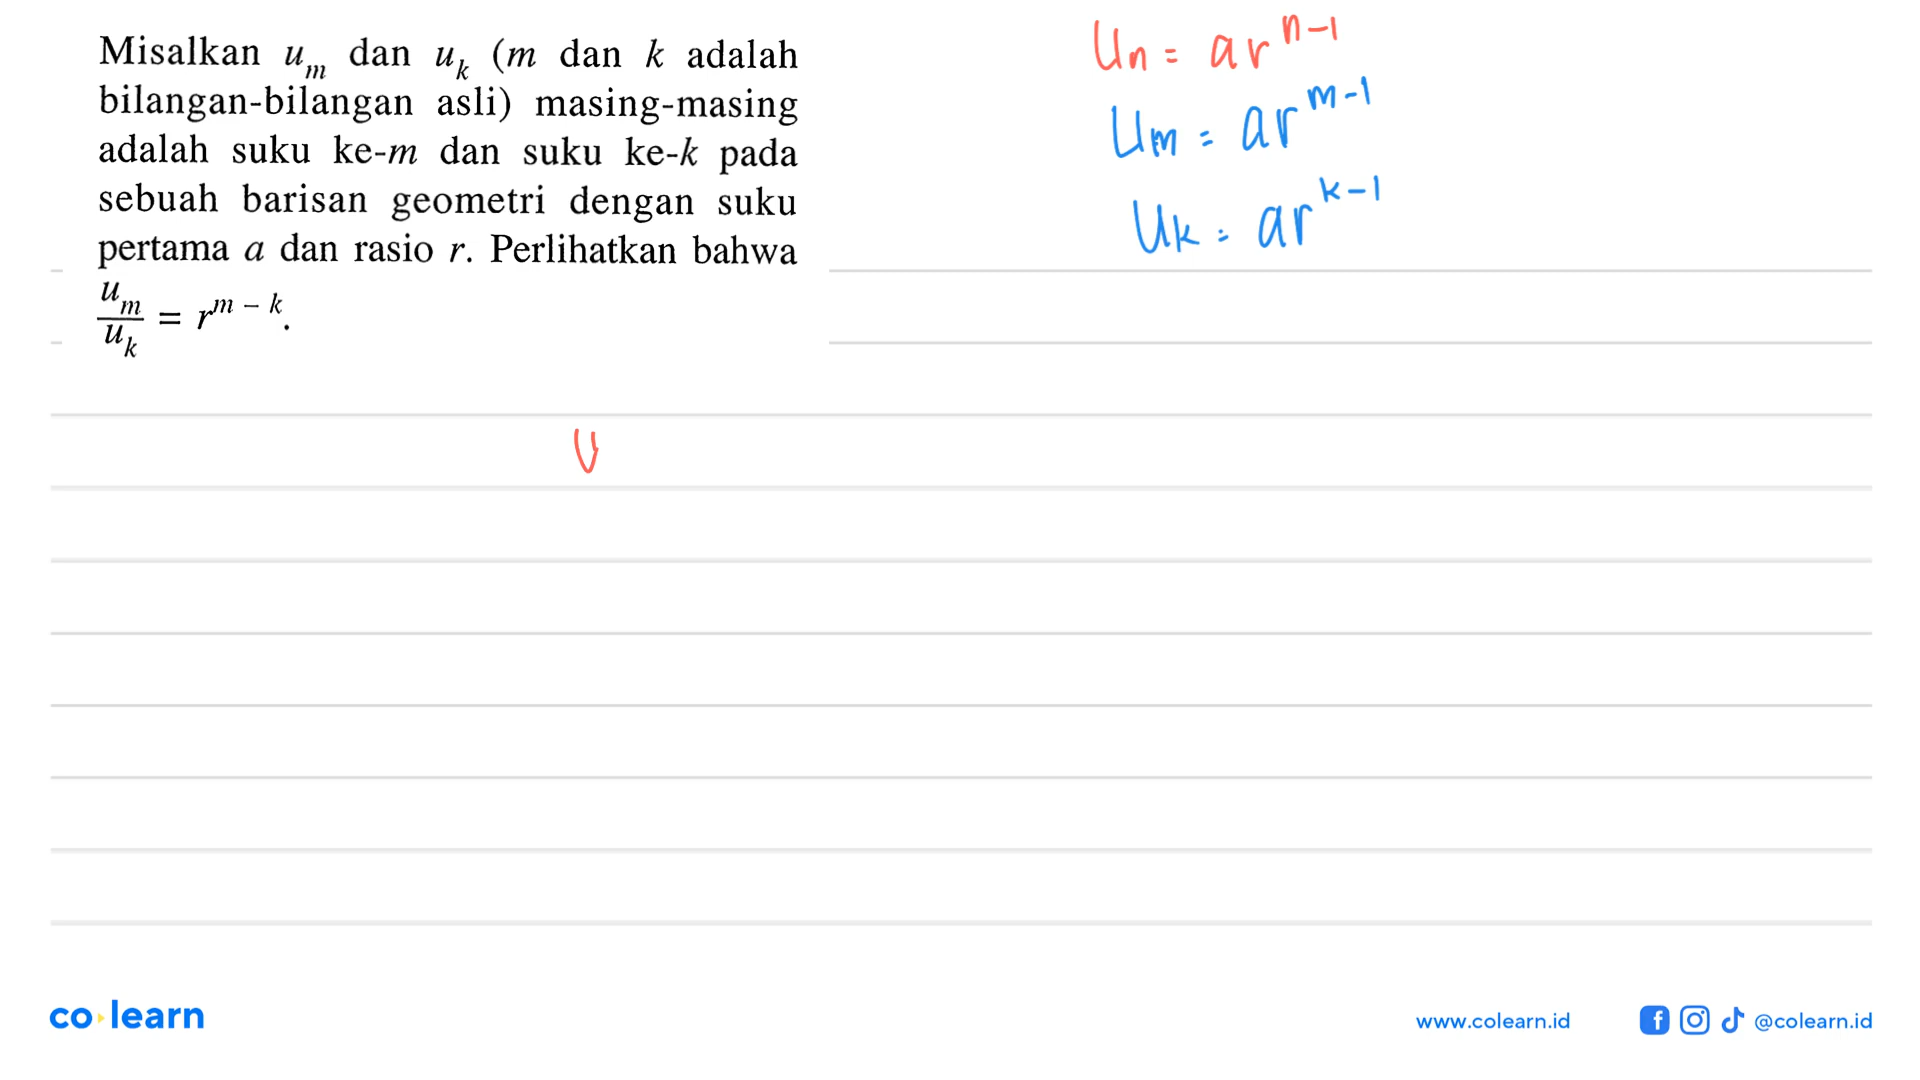 Misalkan u_m dan u_k (m dan k adalah
bilangan-bilangan asli) masing-masing
adalah suku ke-m dan suku ke-k pada
sebuah barisan geometri dengan suku
pertama a dan rasio r. Perlihatkan bahwa
u_m/u_k = r^{m-k}.
Un = ar^{n-1}
Um = ar^{m-1}
Uk = ar^{k-1}
U
co learn
www.colearn.id
@colearn.id